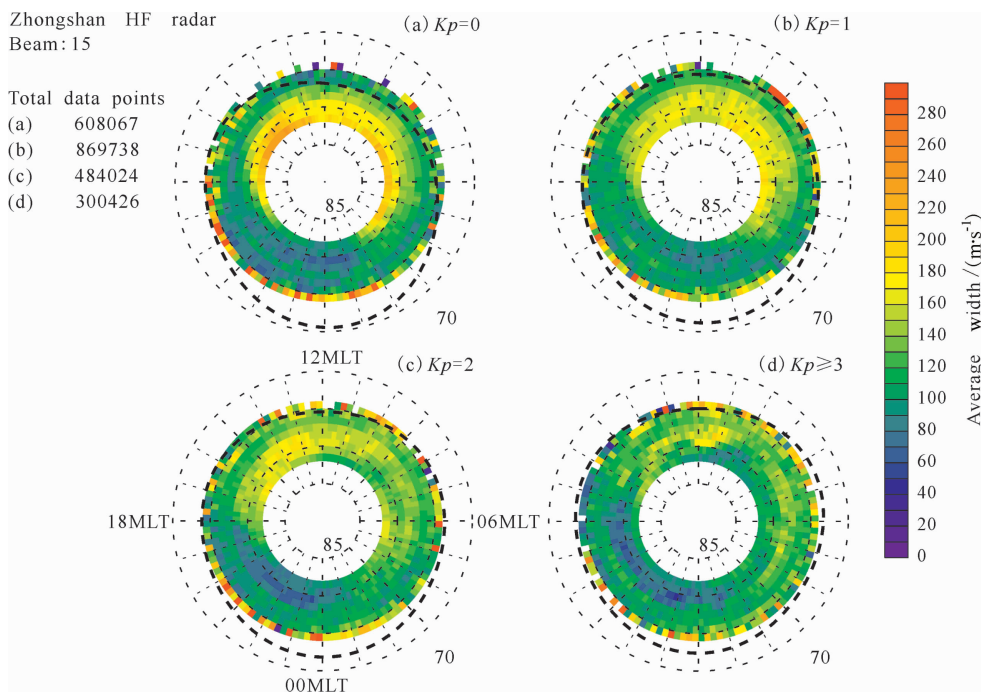 Zhongshan HF radar
Beam: 15
Total data points
(a) 608067
(b) 869738
(c) 484024
(d) 300426
(a) Kp=0
85
70
(b) Kp=1
85
70
12MLT
(c) Kp=2
18MLT
06MLT
85
70
00MLT
(d) Kp≥3
85
70
280
260
240
220
200
180
160
140
120
100
80
60
40
20
0
Average width/(m·s⁻¹)